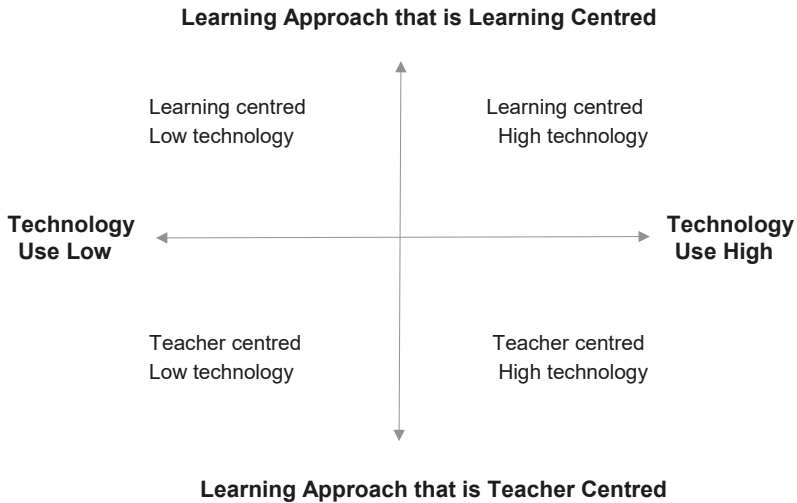 Learning Approach that is Learning Centred
Learning centred
Low technology
Learning centred
High technology
Technology
Use Low
Technology
Use High
Teacher centred
Low technology
Teacher centred
High technology
Learning Approach that is Teacher Centred